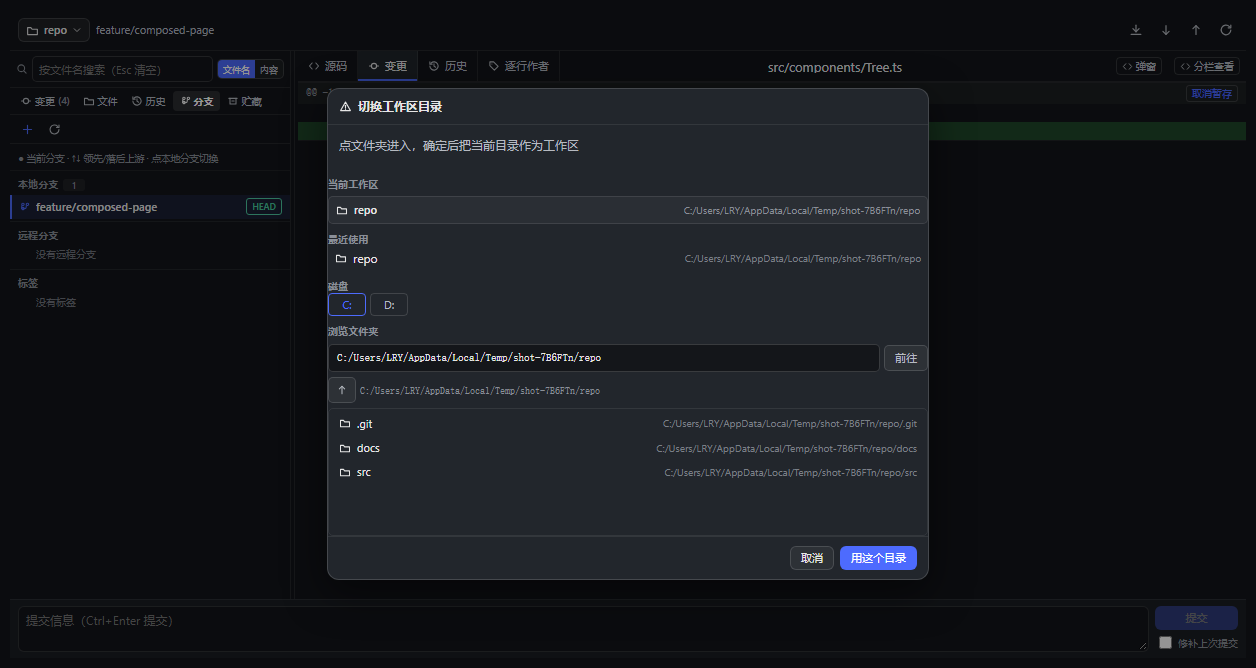 repo feature/composed-page
按文件名搜索（Esc 清空） 文件名 内容
变更 (4) 文件 历史 分支 贮藏
当前分支 · ↑↓ 领先/落后上游 · 点本地分支切换
本地分支 1
feature/composed-page HEAD
远程分支
没有远程分支
标签
没有标签
源码 变更 历史 逐行作者 src/components/Tree.ts 弹窗 分栏查看
取消暂存
切换工作区目录
点文件夹进入，确定后把当前目录作为工作区
当前工作区
repo C:/Users/LRY/AppData/Local/Temp/shot-7B6FTn/repo
最近使用
repo C:/Users/LRY/AppData/Local/Temp/shot-7B6FTn/repo
磁盘
C: D:
浏览文件夹
C:/Users/LRY/AppData/Local/Temp/shot-7B6FTn/repo 前往
↑ C:/Users/LRY/AppData/Local/Temp/shot-7B6FTn/repo
.git C:/Users/LRY/AppData/Local/Temp/shot-7B6FTn/repo/.git
docs C:/Users/LRY/AppData/Local/Temp/shot-7B6FTn/repo/docs
src C:/Users/LRY/AppData/Local/Temp/shot-7B6FTn/repo/src
取消 用这个目录
提交信息（Ctrl+Enter 提交） 提交
修补上次提交